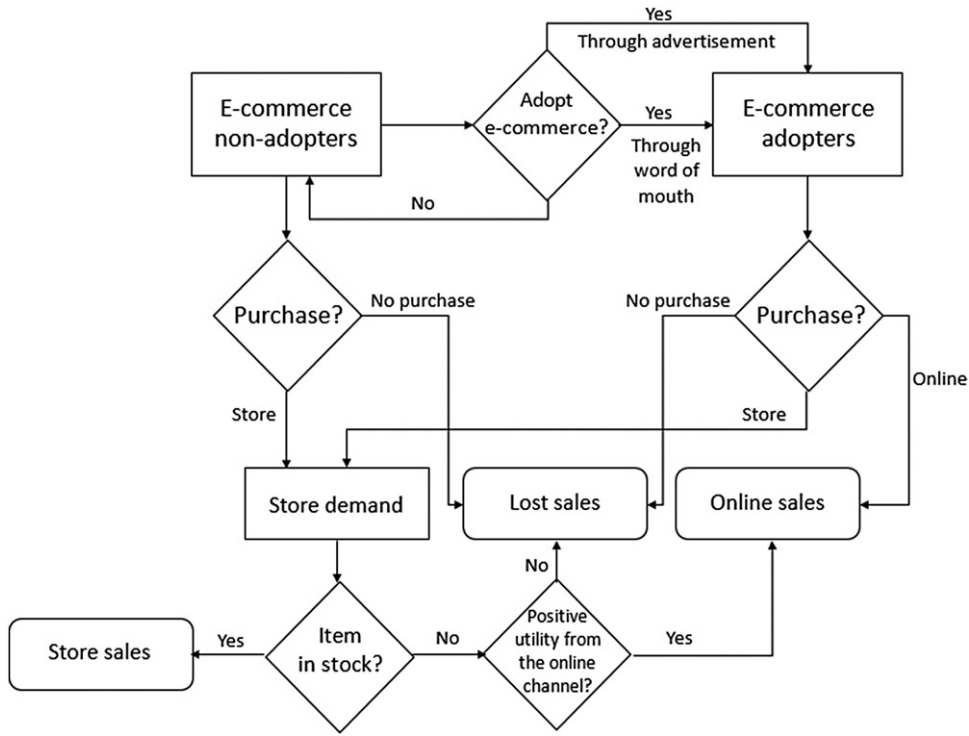 Yes
Through advertisement
E-commerce
non-adopters
Adopt
e-commerce?
Yes
Through
word of
mouth
E-commerce
adopters
No
Purchase?
No purchase
No purchase
Purchase?
Online
Store
Store
Store demand
Lost sales
Online sales
No
Store sales
Yes
Item
in stock?
No
Positive
utility from
the online
channel?
Yes